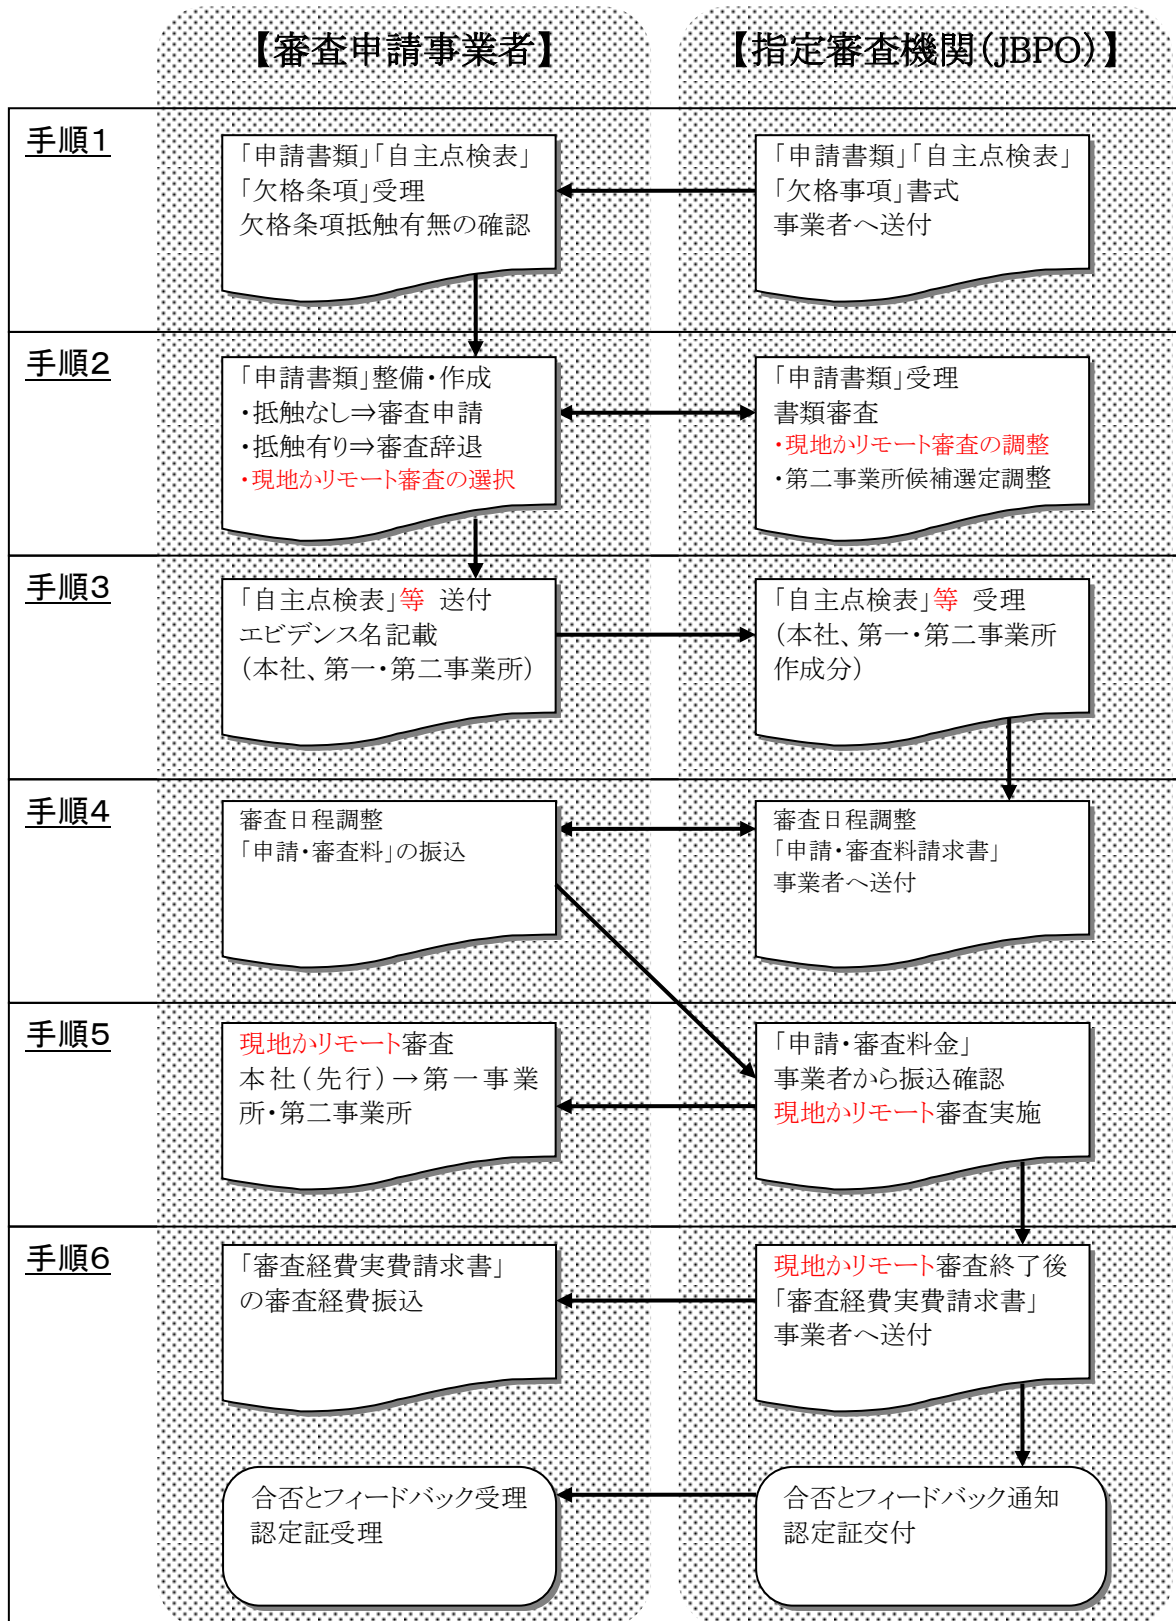 【審査申請事業者】
【指定審査機関(JBPO)】
手順1
「申請書類」「自主点検表」
「欠格条項」受理
欠格条項抵触有無の確認
「申請書類」「自主点検表」
「欠格事項」書式
事業者へ送付
手順2
「申請書類」整備・作成
・抵触なし⇒審査申請
・抵触有り⇒審査辞退
・現地かリモート審査の選択
「申請書類」受理
書類審査
・現地かリモート審査の調整
・第二事業所候補選定調整
手順3
「自主点検表」等 送付
エビデンス名記載
(本社、第一・第二事業所)
「自主点検表」等 受理
(本社、第一・第二事業所
作成分)
手順4
審査日程調整
「申請・審査料」の振込
審査日程調整
「申請・審査料請求書」
事業者へ送付
手順5
現地かリモート審査
本社(先行)→第一事業
所・第二事業所
「申請・審査料金」
事業者から振込確認
現地かリモート審査実施
手順6
「審査経費実費請求書」
の審査経費振込
現地かリモート審査終了後
「審査経費実費請求書」
事業者へ送付
合否とフィードバック受理
認定証受理
合否とフィードバック通知
認定証交付